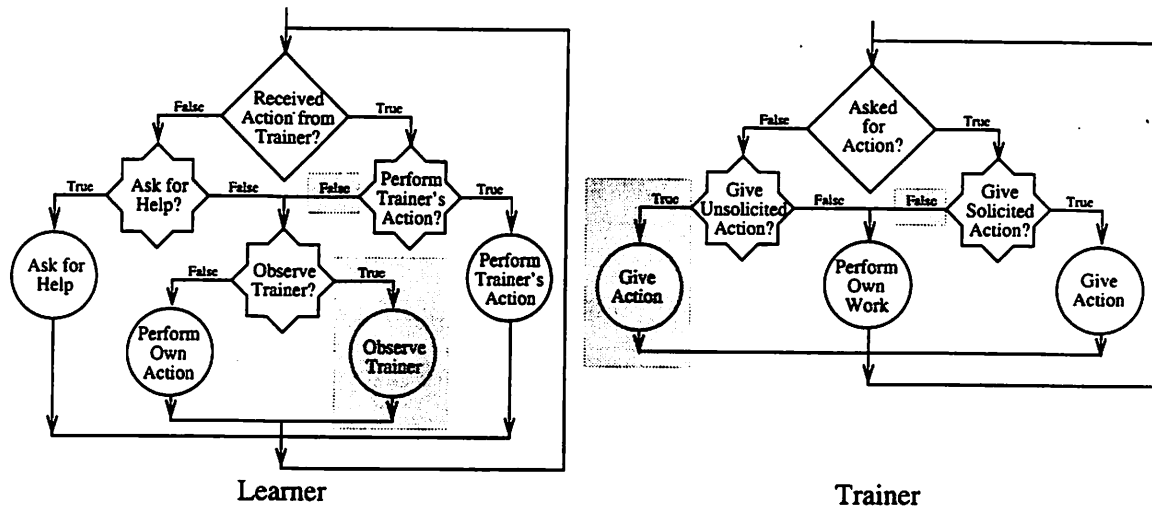 Received
Action from
Trainer?
False
True
Ask for
Help?
Perform
Trainer's
Action?
True
False
False
True
Ask for
Help
Observe
Trainer?
False
True
Perform
Trainer's
Action
Perform
Own
Action
Observe
Trainer
Learner
Asked
for
Action?
False
True
Give
Unsolicited
Action?
Give
Solicited
Action?
True
False
False
True
Give
Action
Perform
Own
Work
Give
Action
Trainer